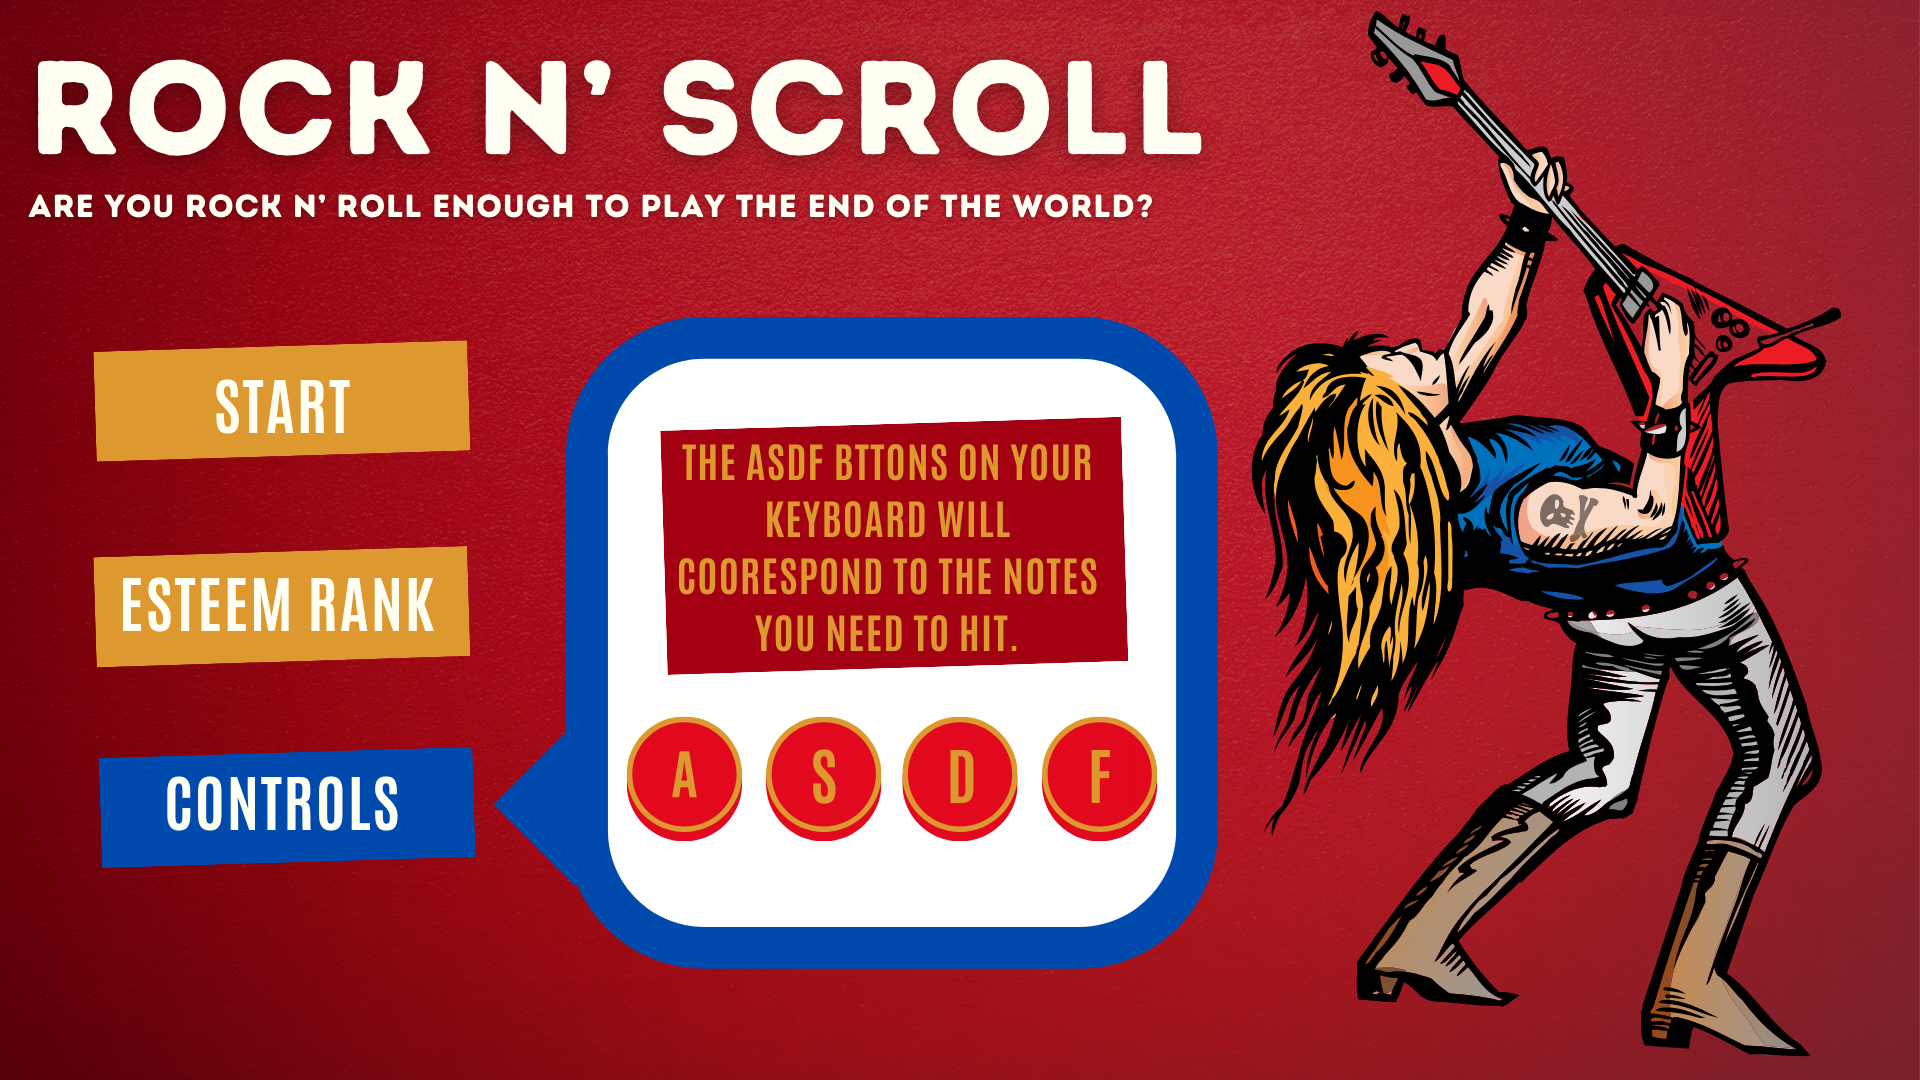 ROCK N' SCROLL
ARE YOU ROCK N' ROLL ENOUGH TO PLAY THE END OF THE WORLD?
START
ESTEEM RANK
CONTROLS
THE ASDF BTTONS ON YOUR
KEYBOARD WILL
COORESPOND TO THE NOTES
YOU NEED TO HIT.
A S D F